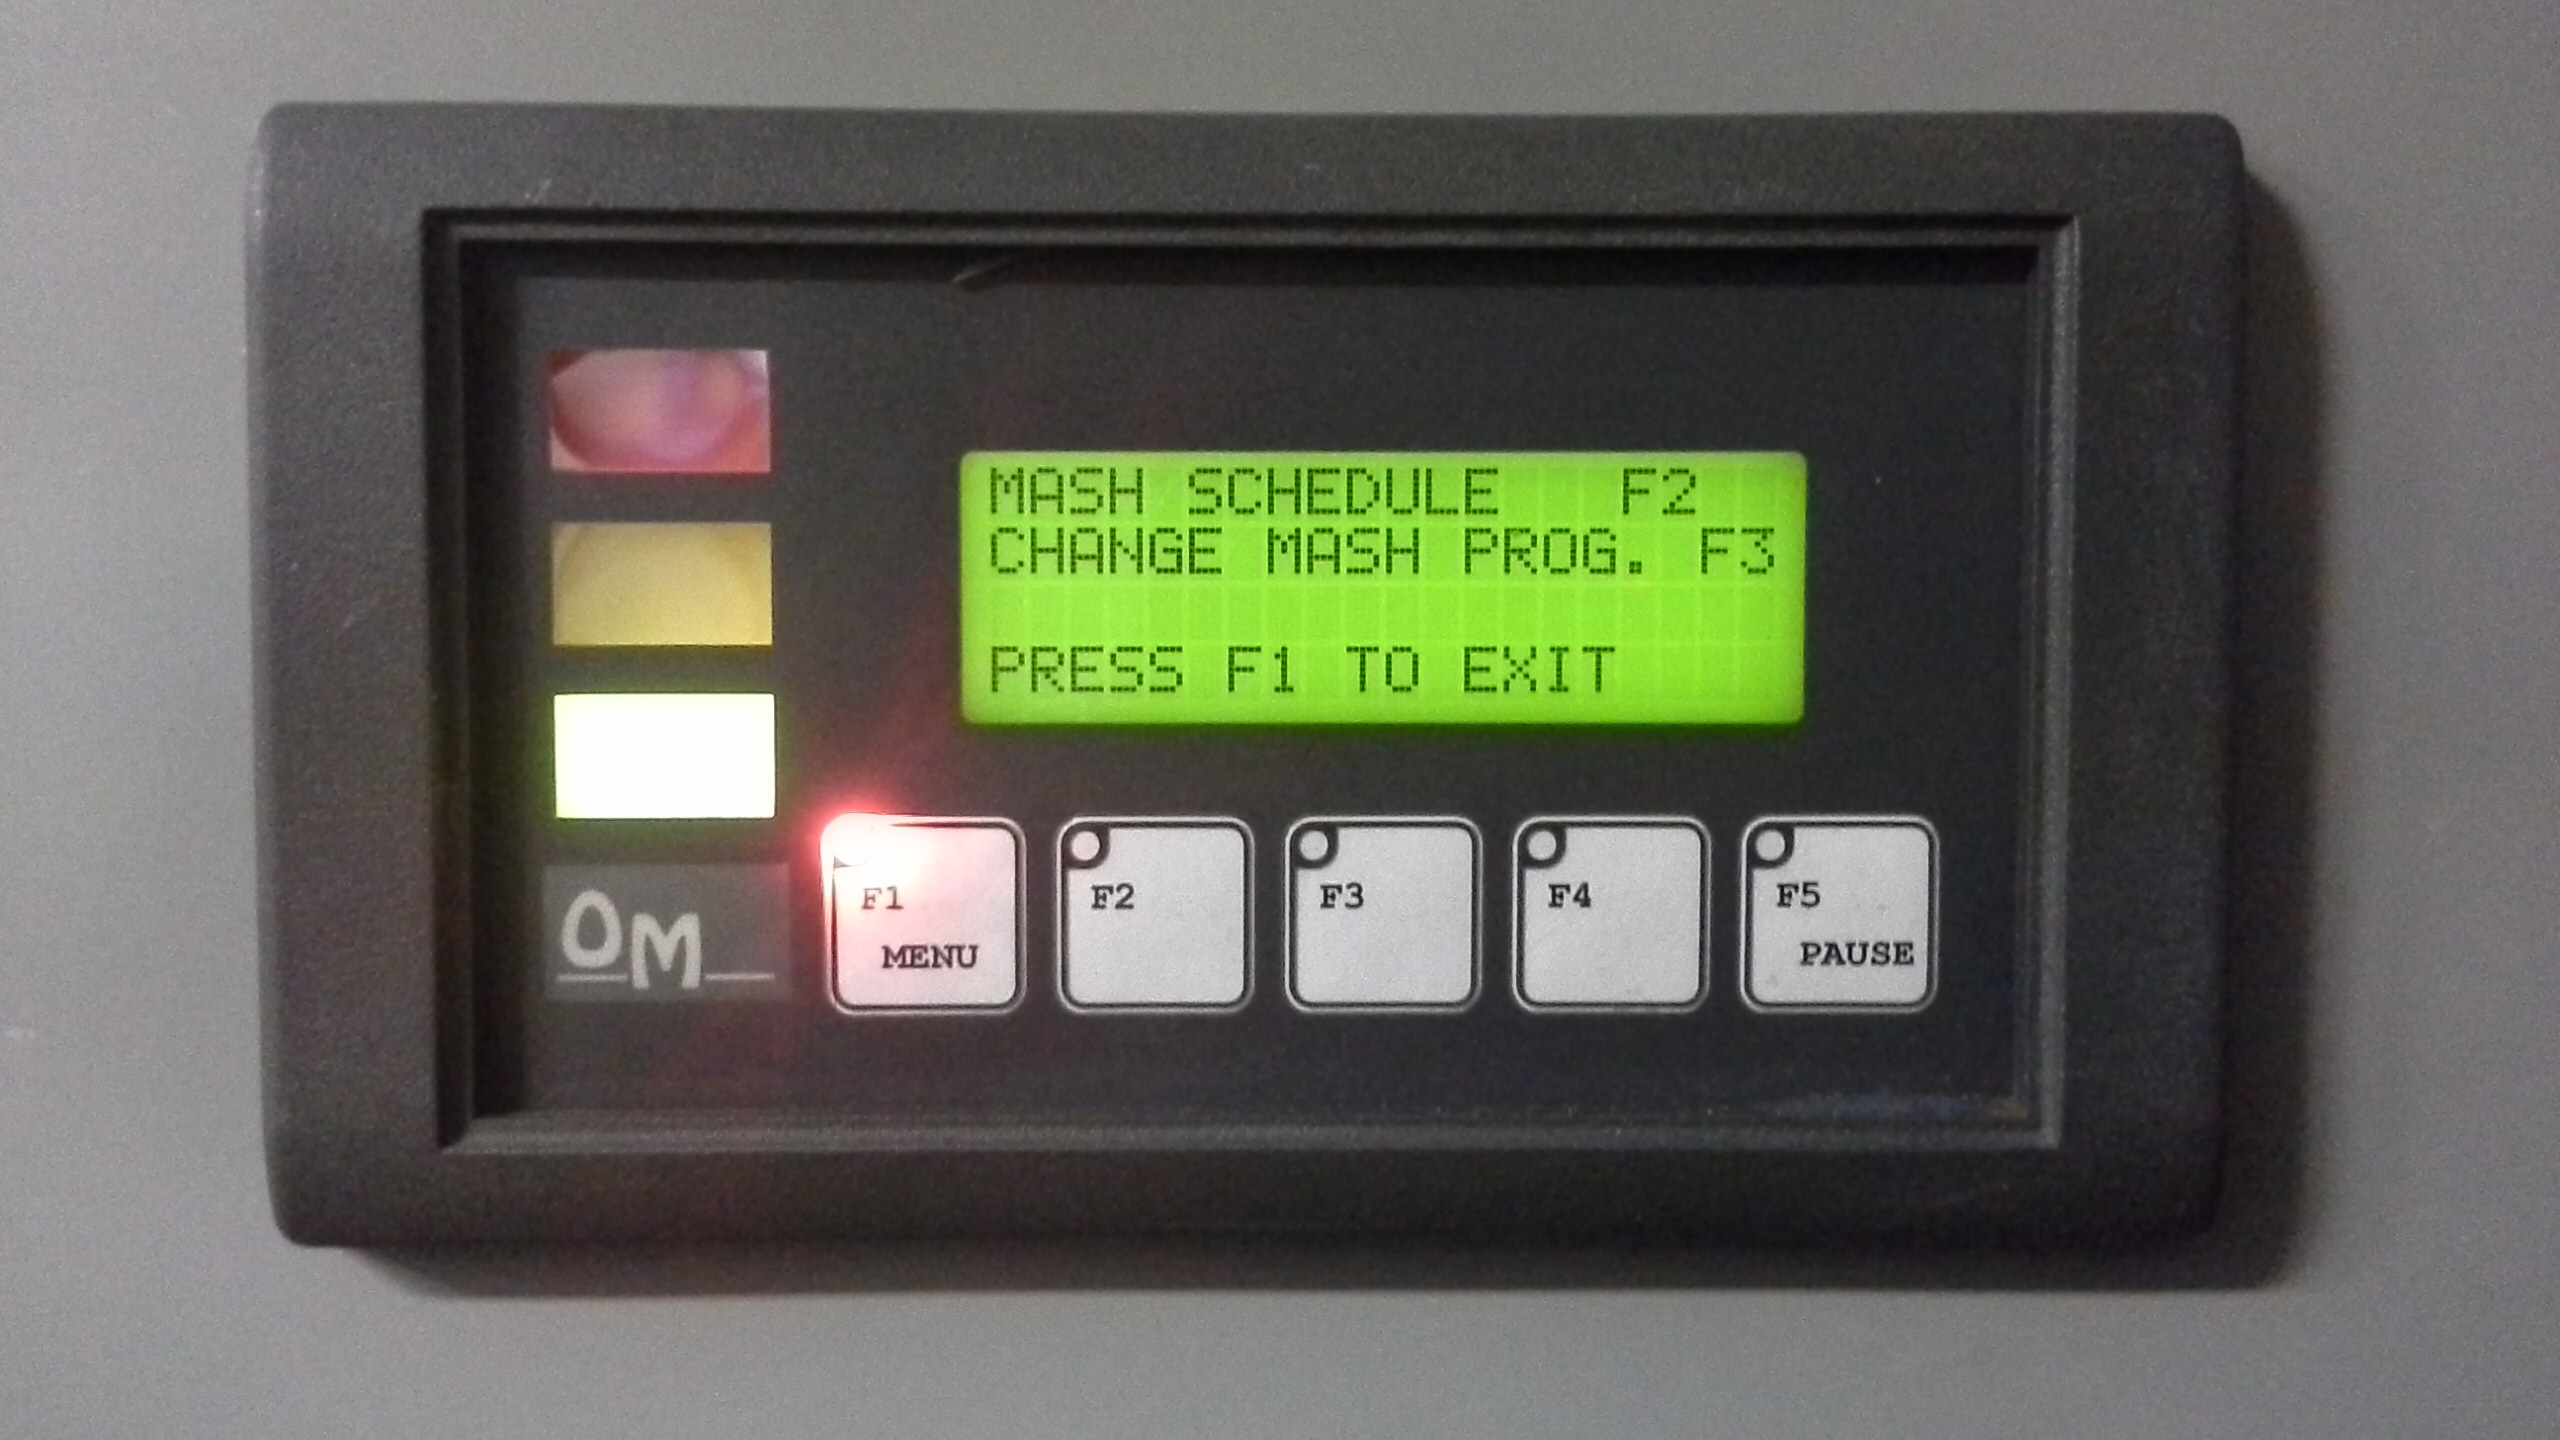 MASH SCHEDULE F2
CHANGE MASH PROG. F3
PRESS F1 TO EXIT
OM
F1
MENU
F2
F3
F4
F5
PAUSE